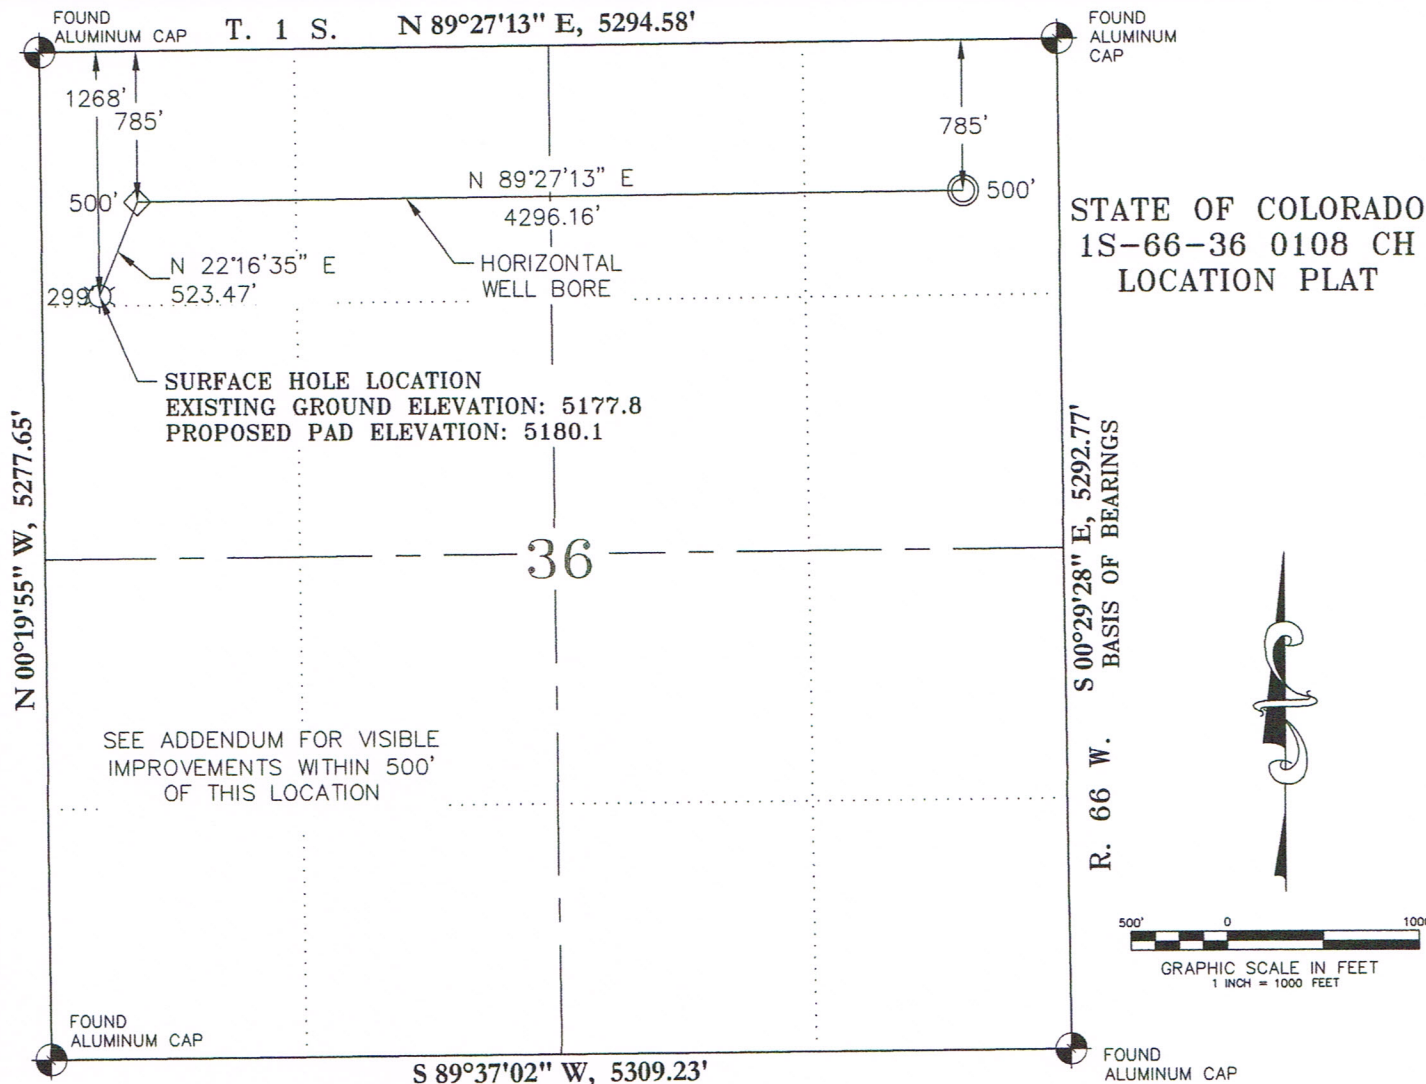 FOUND
ALUMINUM CAP
T. 1 S.
N 89°27'13" E, 5294.58'
FOUND
ALUMINUM
CAP
1268'
785'
785'
500'
N 89°27'13" E
4296.16'
500'
STATE OF COLORADO
1S-66-36 0108 CH
LOCATION PLAT
N 22°16'35" E
523.47'
HORIZONTAL
WELL BORE
299'
SURFACE HOLE LOCATION
EXISTING GROUND ELEVATION: 5177.8
PROPOSED PAD ELEVATION: 5180.1
N 00°19'55" W, 5277.65'
36
S 00°29'28" E, 5292.77'
BASIS OF BEARINGS
SEE ADDENDUM FOR VISIBLE
IMPROVEMENTS WITHIN 500'
OF THIS LOCATION
R. 66 W.
500' 0 1000
GRAPHIC SCALE IN FEET
1 INCH = 1000 FEET
FOUND
ALUMINUM CAP
S 89°37'02" W, 5309.23'
FOUND
ALUMINUM CAP